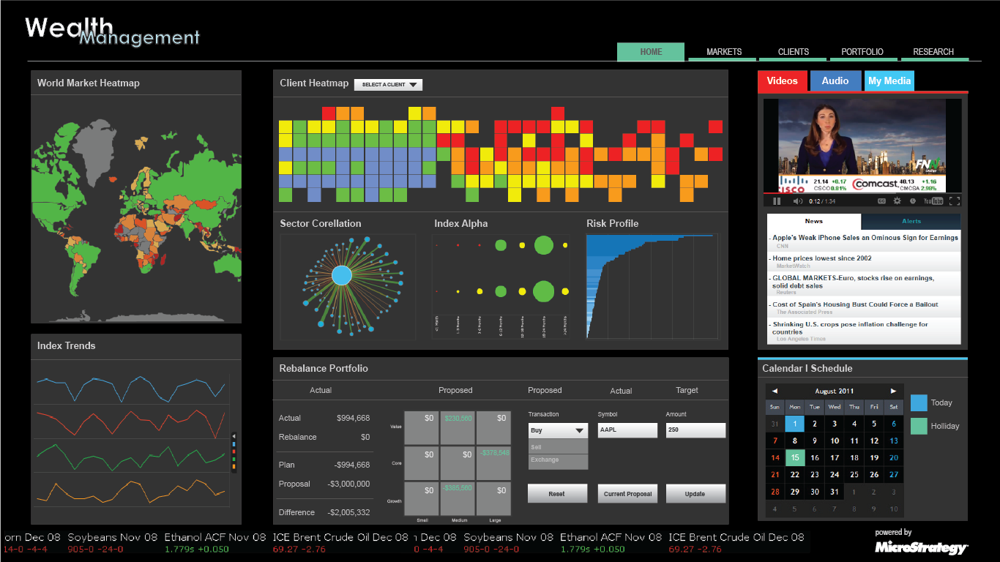 Wealth
Management
HOME
MARKETS
CLIENTS
PORTFOLIO
RESEARCH
World Market Heatmap
Client Heatmap
SELECT A CLIENT
Videos
Audio
My Media
FNN
CISCO
21.14 +0.17
CSCO 0.81%
Comcast
40.13 +1.16
CMCSA 2.98%
0:12 / 1:34
CC
YouTube
News
Alerts
- Apple's Weak iPhone Sales an Ominous Sign for Earnings
CNN
- Home prices lowest since 2002
MarketWatch
- GLOBAL MARKETS-Euro, stocks rise on earnings,
solid debt sales
Reuters
- Cost of Spain's Housing Bust Could Force a Bailout
The Associated Press
- Shrinking U.S. crops pose inflation challenge for
countries
Los Angeles Times
Sector Corellation
Index Alpha
Risk Profile
1-3 Months
3-6 Months
6-12 Months
12-18 Months
18-24 Months
>24 Months
Index Trends
Rebalance Portfolio
Actual
Proposed
Proposed
Actual
Target
Actual $994,668
Rebalance $0
Plan -$994,668
Proposal -$3,000,000
Difference -$2,005,332
Value
$0
$230,560
$0
Core
$0
$0
-$378,548
Growth
$0
-$385,560
$0
Small
Medium
Large
Transaction
Symbol
Amount
Buy
AAPL
250
Sell
Exchange
Reset
Current Proposal
Update
Calendar I Schedule
August 2011
Sun Mon Tue Wed Thu Fri Sat
31 1 2 3 4 5 6
7 8 9 10 11 12 13
14 15 16 17 18 19 20
21 22 23 24 25 26 27
28 29 30 31 1 2 3
4 5 6 7 8 9 10
Today
Holliday
orn Dec 08 Soybeans Nov 08 Ethanol ACF Nov 08 ICE Brent Crude Oil Dec 08 n Dec 08 Soybeans Nov 08 Ethanol ACF Nov 08 ICE Brent Crude Oil Dec 08
14-0 -4-4 905-0 -24-0 1.779s +0.050 69.27 -2.76 0 -4-4 905-0 -24-0 1.779s +0.050 69.27 -2.76
powered by
MicroStrategy